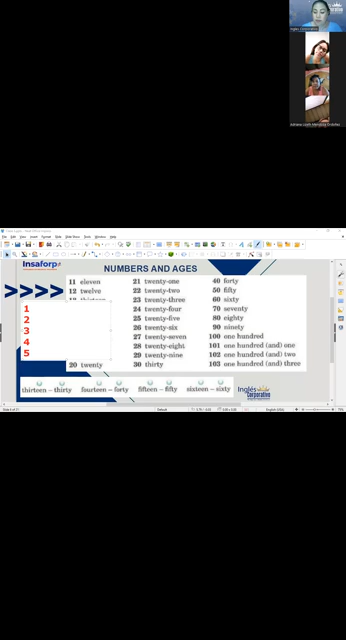 Insaforp
NUMBERS AND AGES
>>>>
11 eleven
12 twelve
13 thirteen
1
2
3
4
5
20 twenty
21 twenty-one
22 twenty-two
23 twenty-three
24 twenty-four
25 twenty-five
26 twenty-six
27 twenty-seven
28 twenty-eight
29 twenty-nine
30 thirty
40 forty
50 fifty
60 sixty
70 seventy
80 eighty
90 ninety
100 one hundred
101 one hundred (and) one
102 one hundred (and) two
103 one hundred (and) three
thirteen – thirty fourteen – forty fifteen – fifty sixteen – sixty
Inglés
Corporativo